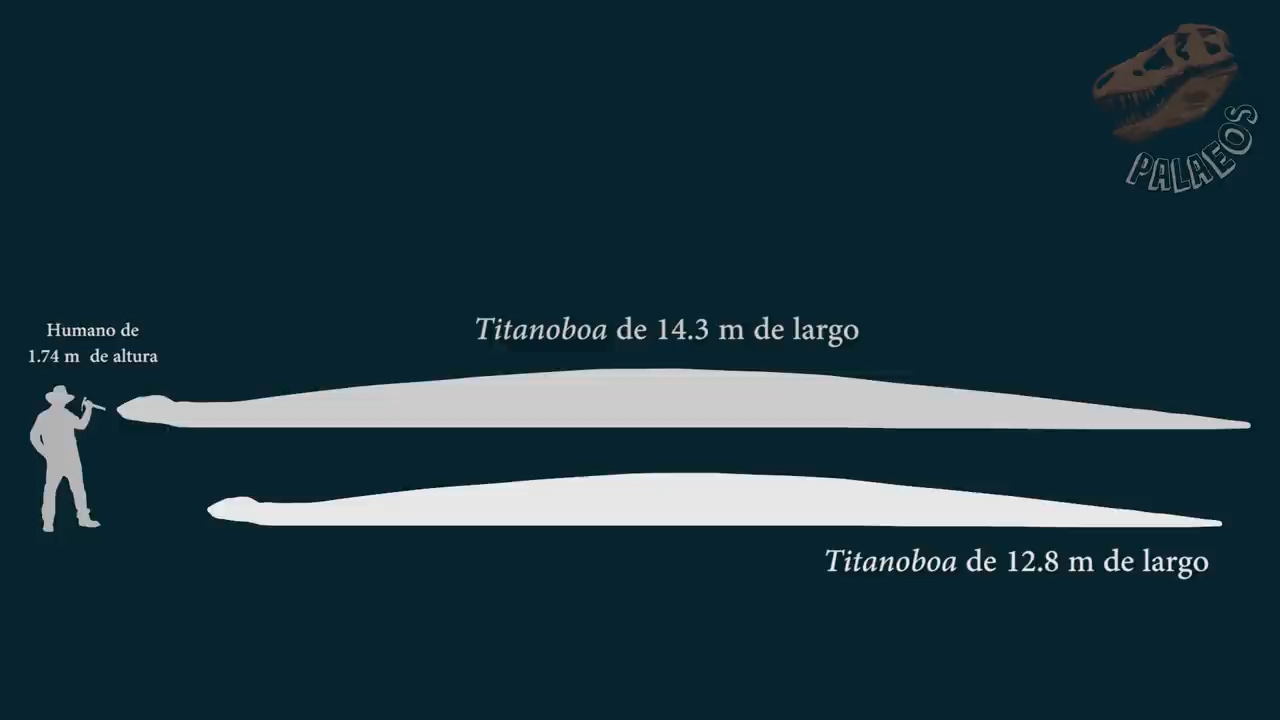 PALAEOS
Humano de
1.74 m de altura
Titanoboa de 14.3 m de largo
Titanoboa de 12.8 m de largo